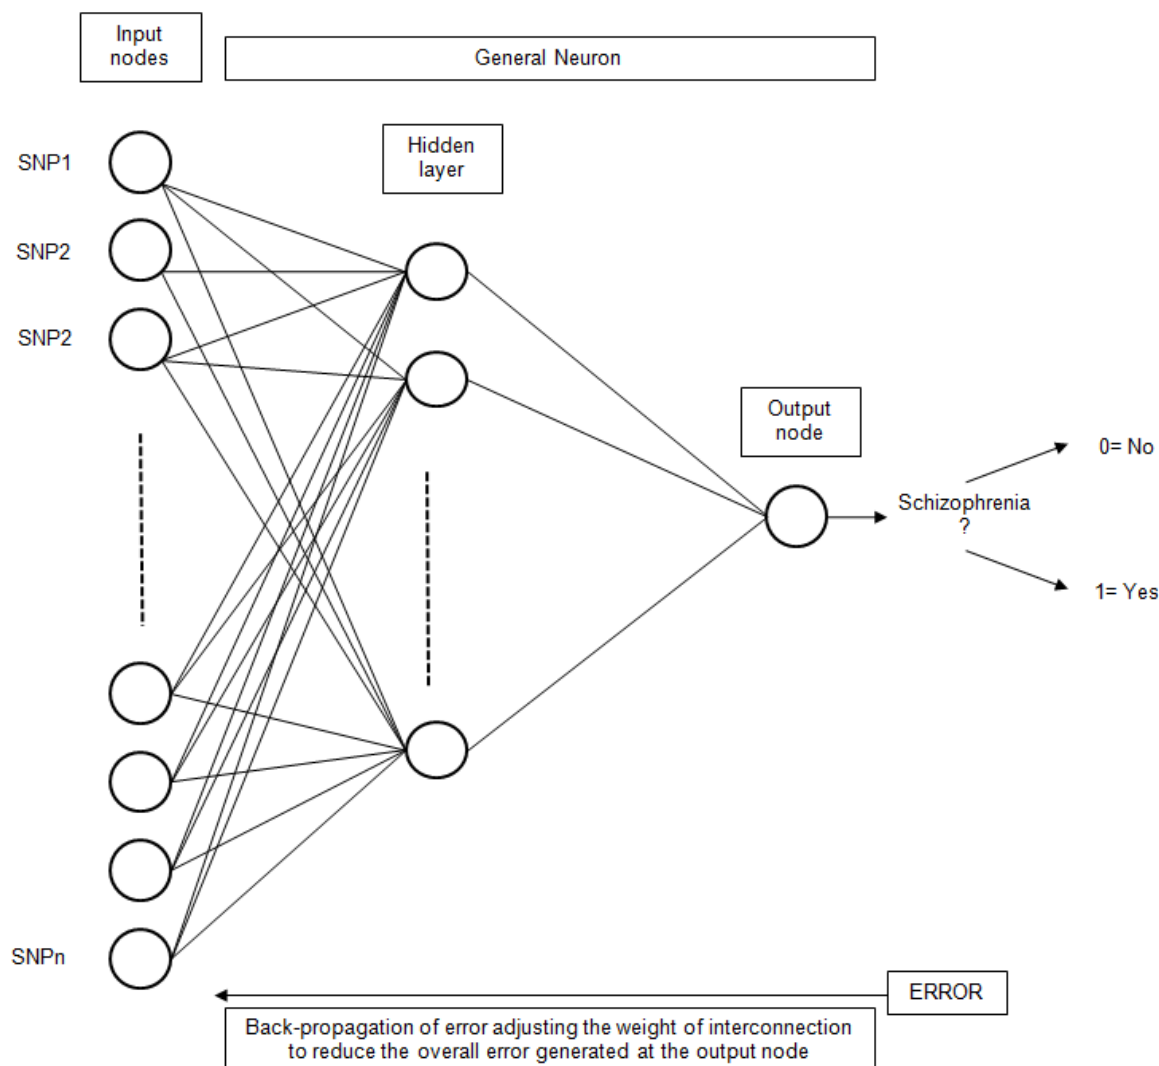 Input
nodes
General Neuron
Hidden
layer
SNP1
SNP2
SNP2
Output
node
0= No
Schizophrenia
?
1= Yes
SNPn
ERROR
Back-propagation of error adjusting the weight of interconnection
to reduce the overall error generated at the output node